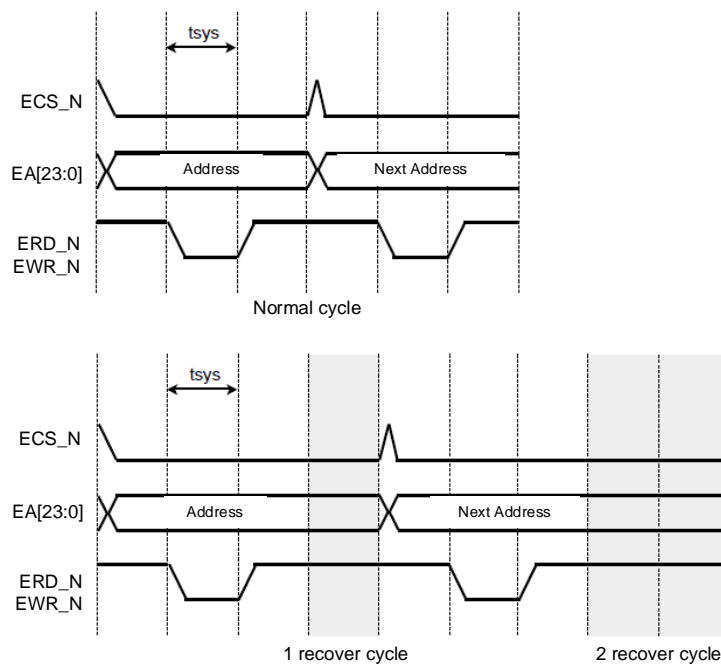 tsys
ECS_N
EA[23:0]
Address
Next Address
ERD_N
EWR_N
Normal cycle
tsys
ECS_N
EA[23:0]
Address
Next Address
ERD_N
EWR_N
1 recover cycle
2 recover cycle